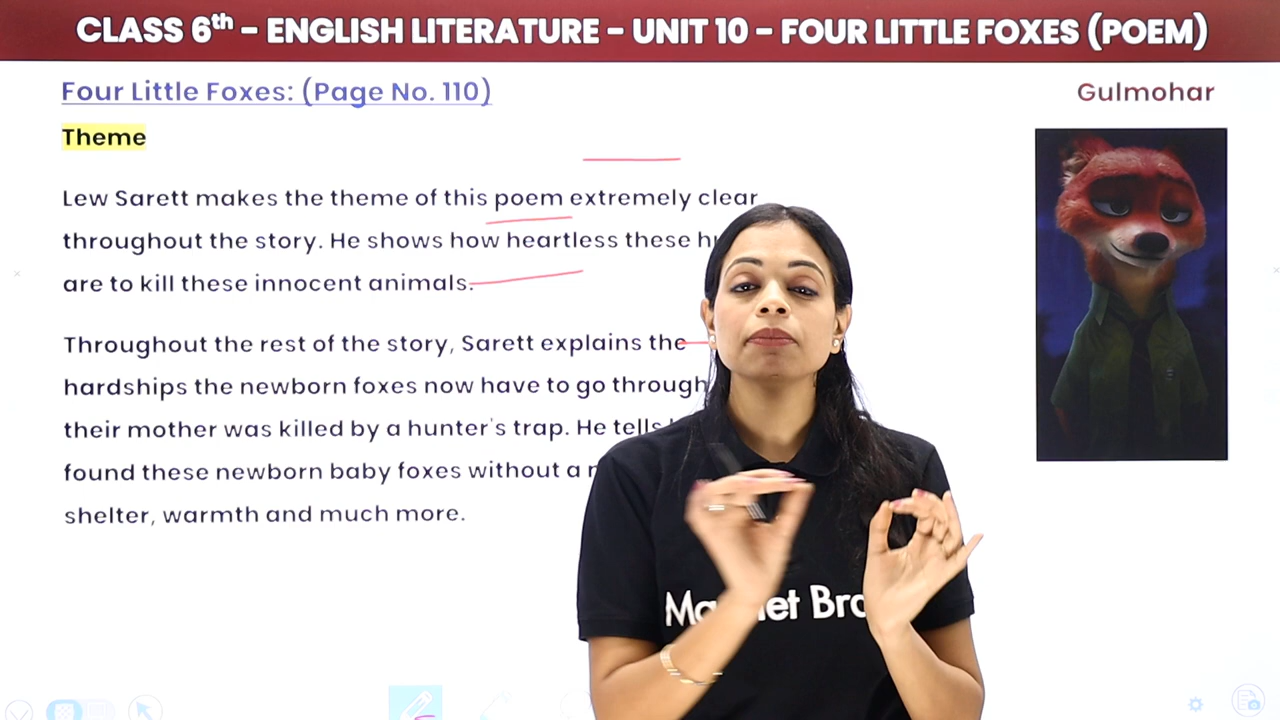 CLASS 6th – ENGLISH LITERATURE – UNIT 10 – FOUR LITTLE FOXES (POEM)
Four Little Foxes: (Page No. 110)
Gulmohar
Theme
Lew Sarett makes the theme of this poem extremely clear
throughout the story. He shows how heartless these
are to kill these innocent animals.
Throughout the rest of the story, Sarett explains the
hardships the newborn foxes now have to go through
their mother was killed by a hunter's trap. He tells
found these newborn baby foxes without a
shelter, warmth and much more.